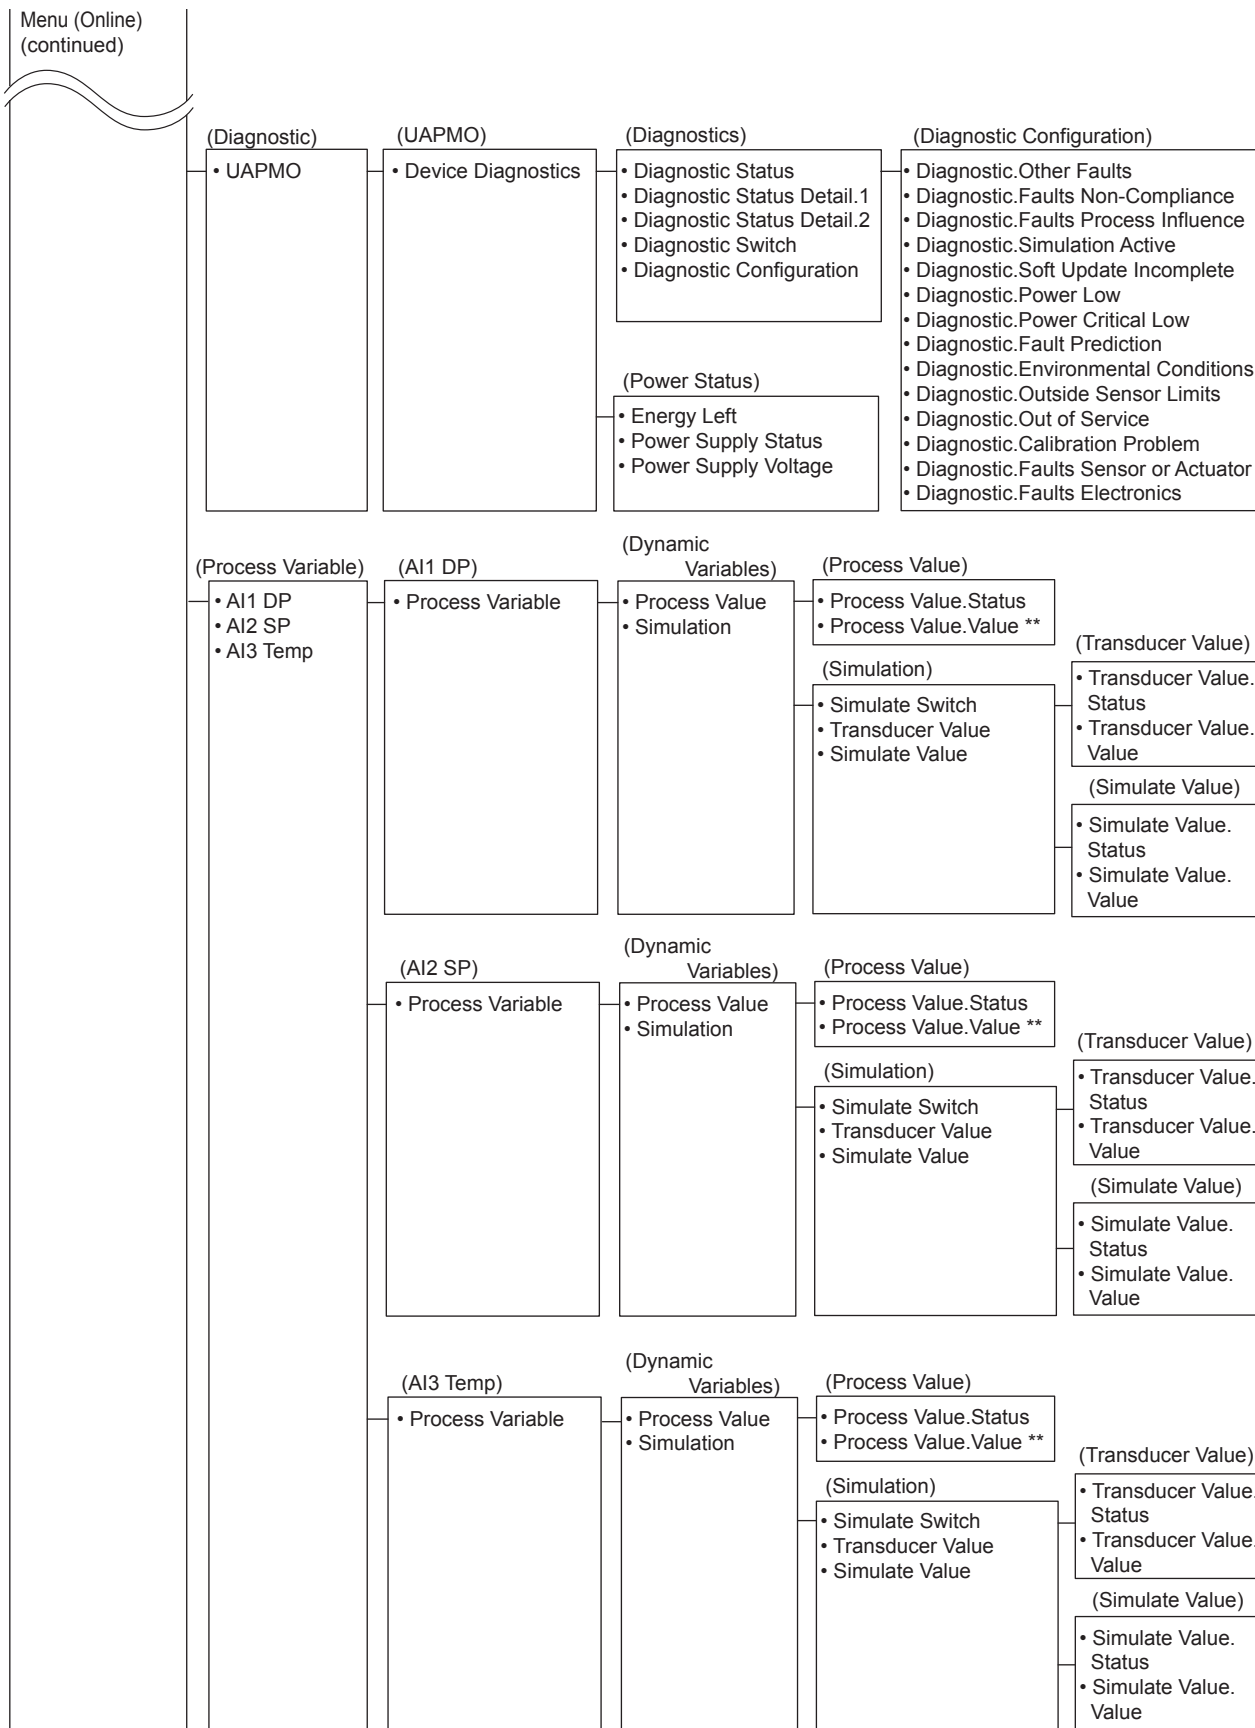 Menu (Online)
(continued)
(Diagnostic)
• UAPMO
(UAPMO)
• Device Diagnostics
(Diagnostics)
• Diagnostic Status
• Diagnostic Status Detail.1
• Diagnostic Status Detail.2
• Diagnostic Switch
• Diagnostic Configuration
(Diagnostic Configuration)
• Diagnostic.Other Faults
• Diagnostic.Faults Non-Compliance
• Diagnostic.Faults Process Influence
• Diagnostic.Simulation Active
• Diagnostic.Soft Update Incomplete
• Diagnostic.Power Low
• Diagnostic.Power Critical Low
• Diagnostic.Fault Prediction
• Diagnostic.Environmental Conditions
• Diagnostic.Outside Sensor Limits
• Diagnostic.Out of Service
• Diagnostic.Calibration Problem
• Diagnostic.Faults Sensor or Actuator
• Diagnostic.Faults Electronics
(Power Status)
• Energy Left
• Power Supply Status
• Power Supply Voltage
(Process Variable)
• AI1 DP
• AI2 SP
• AI3 Temp
(AI1 DP)
• Process Variable
(Dynamic
Variables)
• Process Value
• Simulation
(Process Value)
• Process Value.Status
• Process Value.Value **
(Simulation)
• Simulate Switch
• Transducer Value
• Simulate Value
(Transducer Value)
• Transducer Value.
Status
• Transducer Value.
Value
(Simulate Value)
• Simulate Value.
Status
• Simulate Value.
Value
(AI2 SP)
• Process Variable
(Dynamic
Variables)
• Process Value
• Simulation
(Process Value)
• Process Value.Status
• Process Value.Value **
(Simulation)
• Simulate Switch
• Transducer Value
• Simulate Value
(Transducer Value)
• Transducer Value.
Status
• Transducer Value.
Value
(Simulate Value)
• Simulate Value.
Status
• Simulate Value.
Value
(AI3 Temp)
• Process Variable
(Dynamic
Variables)
• Process Value
• Simulation
(Process Value)
• Process Value.Status
• Process Value.Value **
(Simulation)
• Simulate Switch
• Transducer Value
• Simulate Value
(Transducer Value)
• Transducer Value.
Status
• Transducer Value.
Value
(Simulate Value)
• Simulate Value.
Status
• Simulate Value.
Value